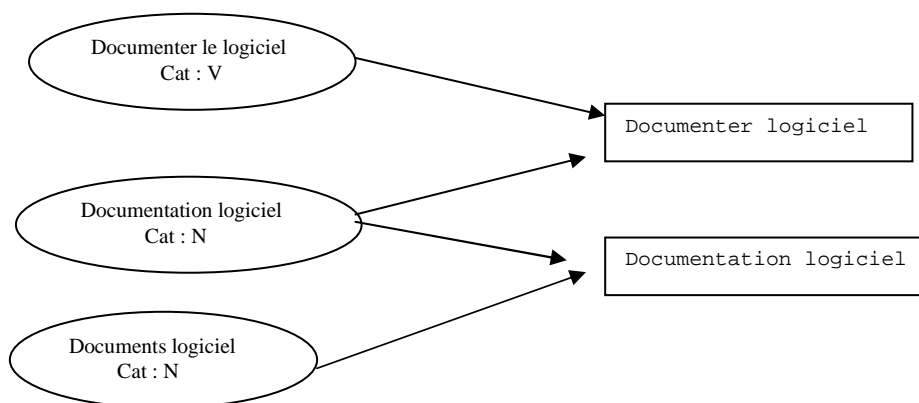 Documenter le logiciel
Cat : V
Documenter logiciel
Documentation logiciel
Cat : N
Documentation logiciel
Documents logiciel
Cat : N